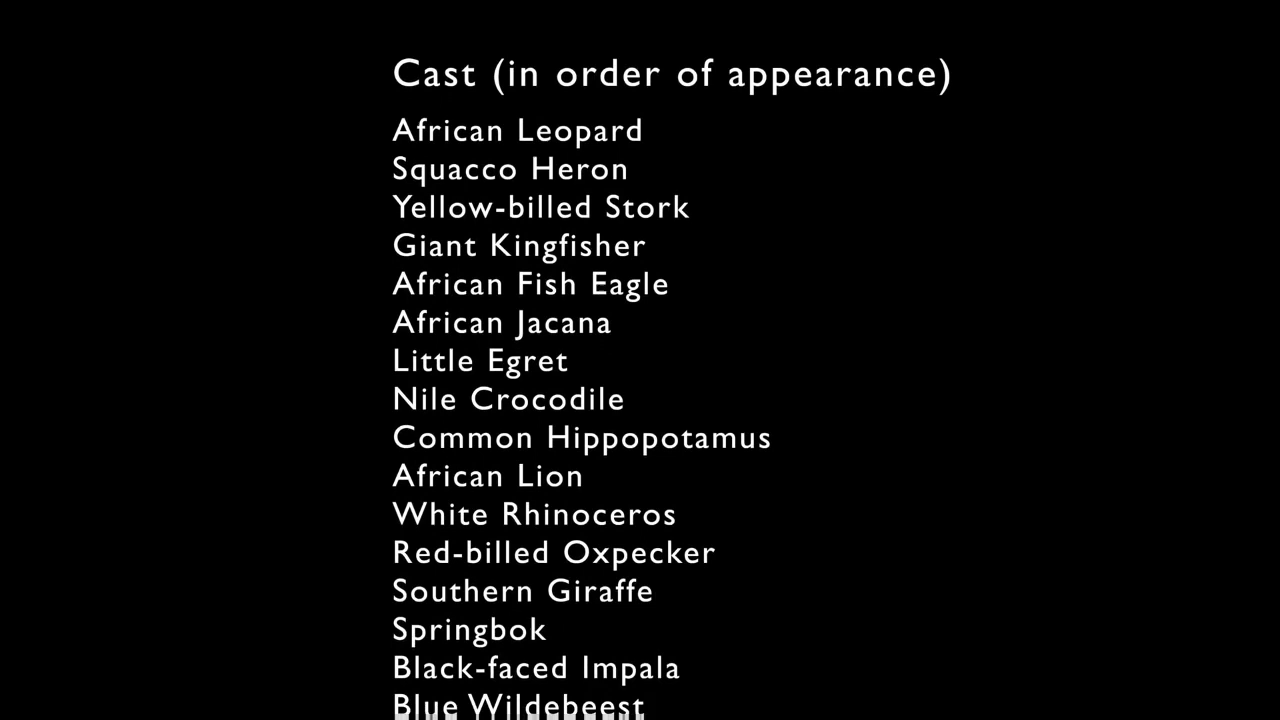 Cast (in order of appearance)
African Leopard
Squacco Heron
Yellow-billed Stork
Giant Kingfisher
African Fish Eagle
African Jacana
Little Egret
Nile Crocodile
Common Hippopotamus
African Lion
White Rhinoceros
Red-billed Oxpecker
Southern Giraffe
Springbok
Black-faced Impala
Blue Wildebeest